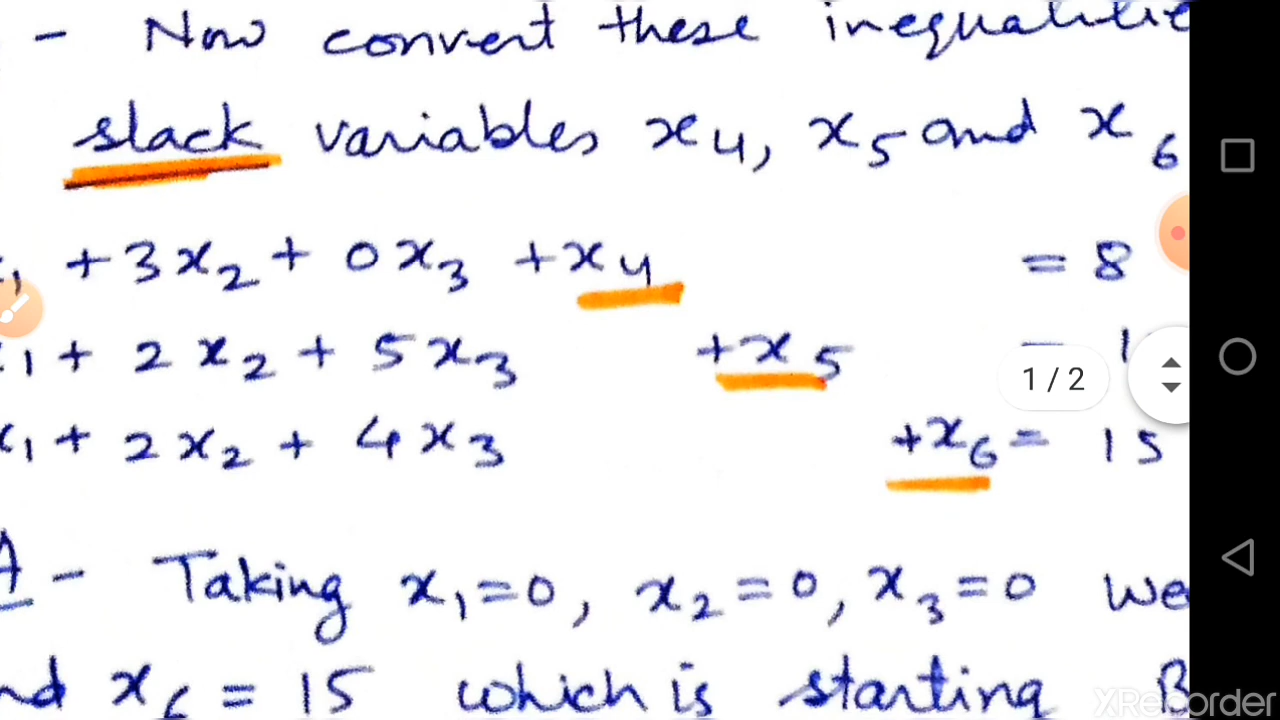 - Now convert these
slack variables x4, x5 and x6
+ 3x2 + 0x3 + x4 = 8
+ 2x2 + 5x3 + x5 =
1 / 2
+ 2x2 + 4x3 + x6 = 15
- Taking x1=0, x2=0, x3=0 we
x6 = 15 which is starting
XRecorder